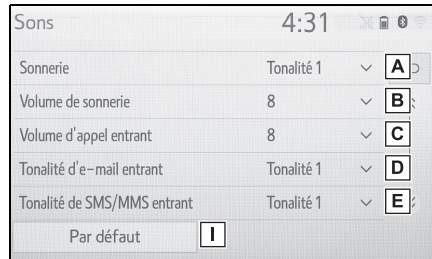 Sons 4:31
Sonnerie Tonalité 1 A
Volume de sonnerie 8 B
Volume d'appel entrant 8 C
Tonalité d'e-mail entrant Tonalité 1 D
Tonalité de SMS/MMS entrant Tonalité 1 E
Par défaut I